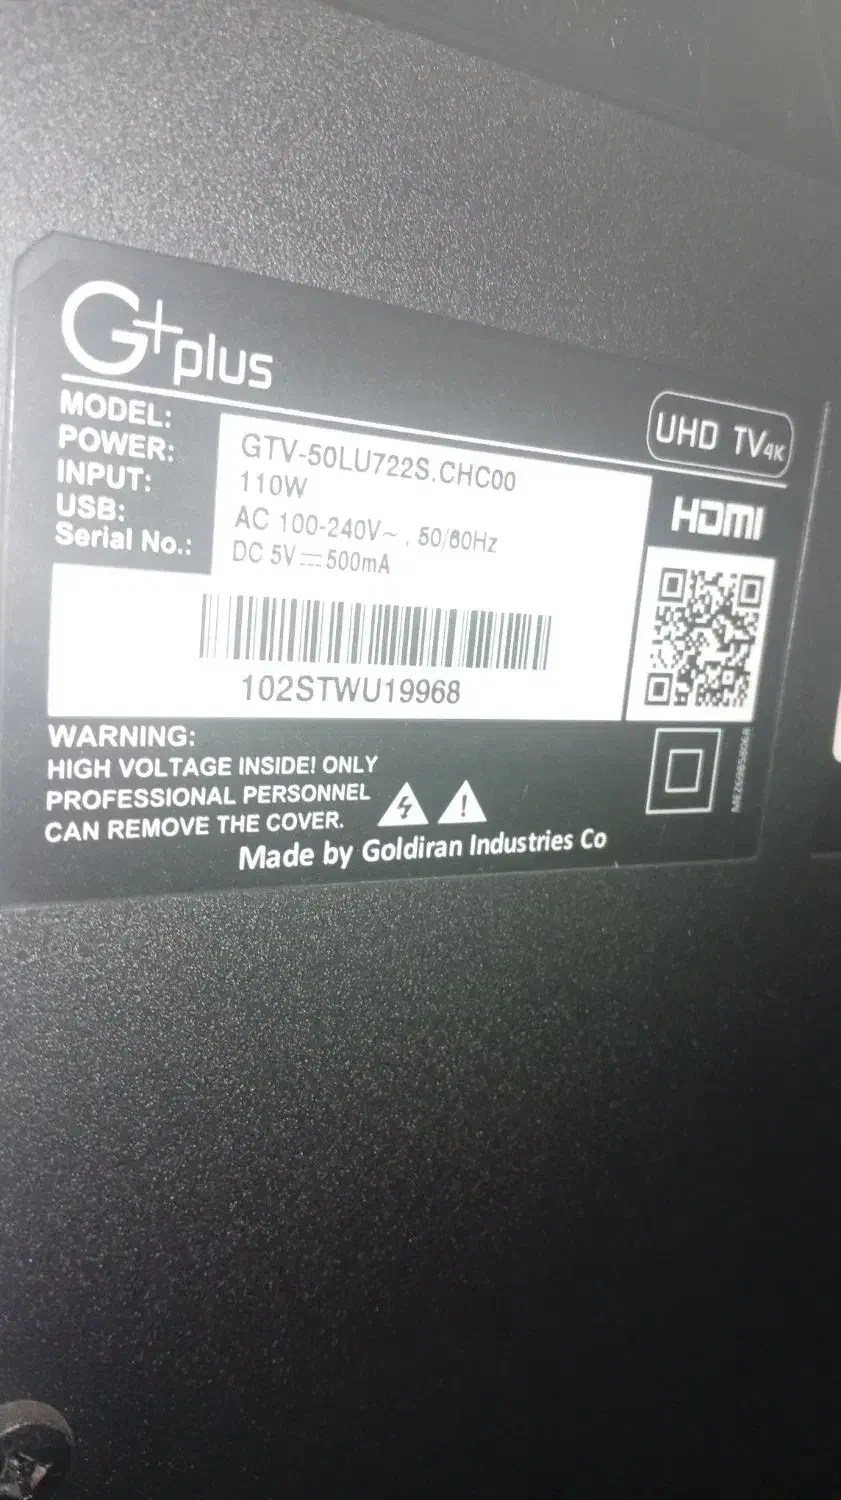 G+plus
UHD TV 4K
MODEL: GTV-50LU722S.CHC00
POWER: 110W
INPUT: AC 100-240V~ , 50/60Hz
USB: DC 5V⎓500mA
Serial No.:
HDMI
102STWU19968
WARNING:
HIGH VOLTAGE INSIDE! ONLY
PROFESSIONAL PERSONNEL
CAN REMOVE THE COVER.
Made by Goldiran Industries Co